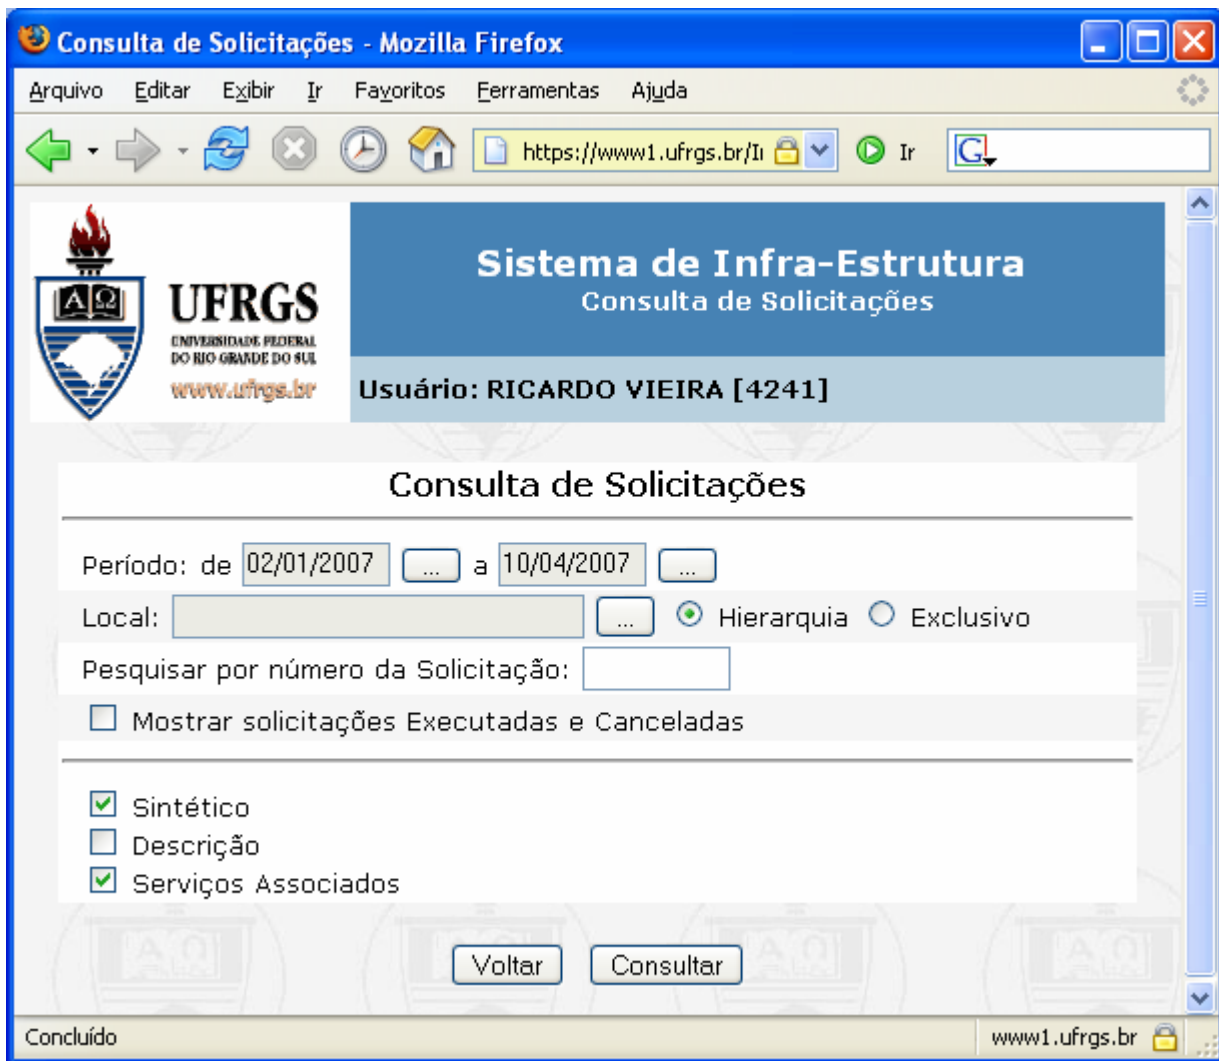 Consulta de Solicitações - Mozilla Firefox
Arquivo Editar Exibir Ir Favoritos Ferramentas Ajuda
https://www1.ufrgs.br/I Ir G
Sistema de Infra-Estrutura
Consulta de Solicitações
ΑΩ
UFRGS
UNIVERSIDADE FEDERAL
DO RIO GRANDE DO SUL
www.ufrgs.br
Usuário: RICARDO VIEIRA [4241]
Consulta de Solicitações
Período: de 02/01/2007 ... a 10/04/2007 ...
Local: ... Hierarquia Exclusivo
Pesquisar por número da Solicitação:
Mostrar solicitações Executadas e Canceladas
Sintético
Descrição
Serviços Associados
Voltar Consultar
Concluído www1.ufrgs.br